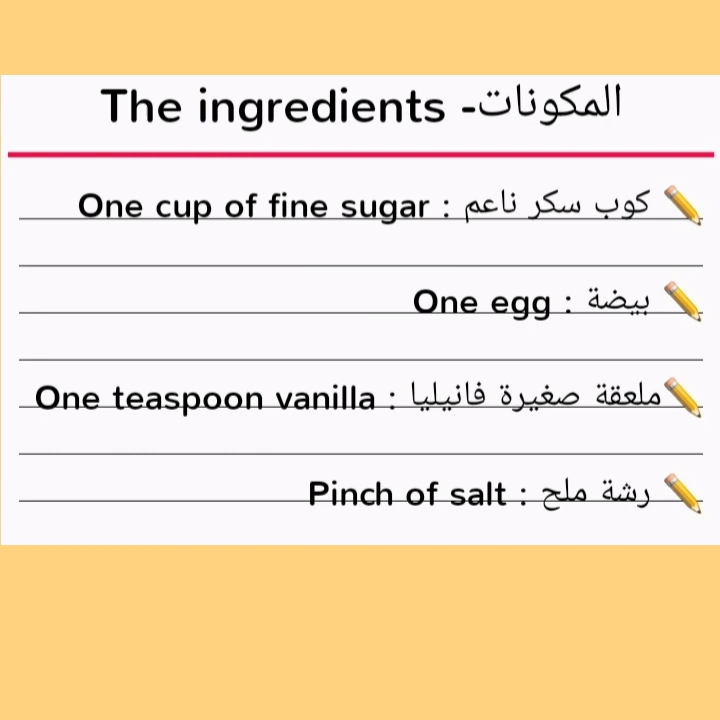 المكونات- The ingredients
✏️ كوب سكر ناعم : One cup of fine sugar
✏️ بيضة : One egg
✏️ ملعقة صغيرة فانيليا : One teaspoon vanilla
✏️ رشة ملح : Pinch of salt